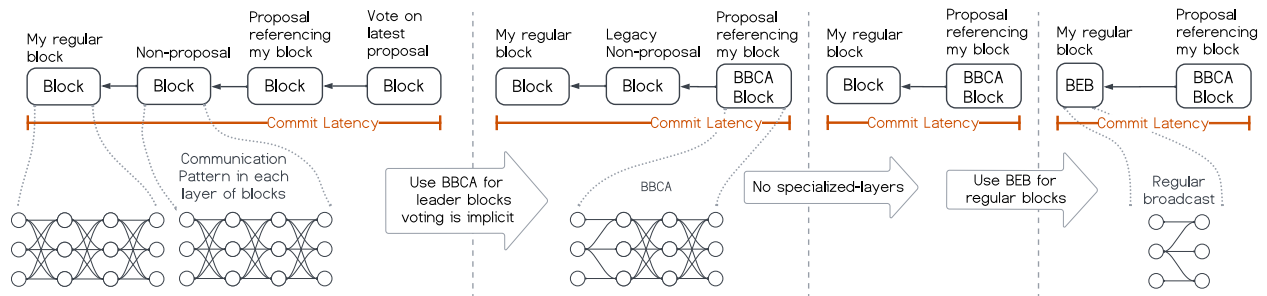 My regular
block
Non-proposal
Proposal
referencing
my block
Vote on
latest
proposal
Block
Block
Block
Block
Commit Latency
Communication
Pattern in each
layer of blocks
Use BBCA for
leader blocks
voting is implicit
My regular
block
Legacy
Non-proposal
Proposal
referencing
my block
Block
Block
BBCA
Block
Commit Latency
BBCA
No specialized-layers
My regular
block
Proposal
referencing
my block
Block
BBCA
Block
Commit Latency
Use BEB for
regular blocks
My regular
block
Proposal
referencing
my block
BEB
BBCA
Block
Commit Latency
Regular
broadcast